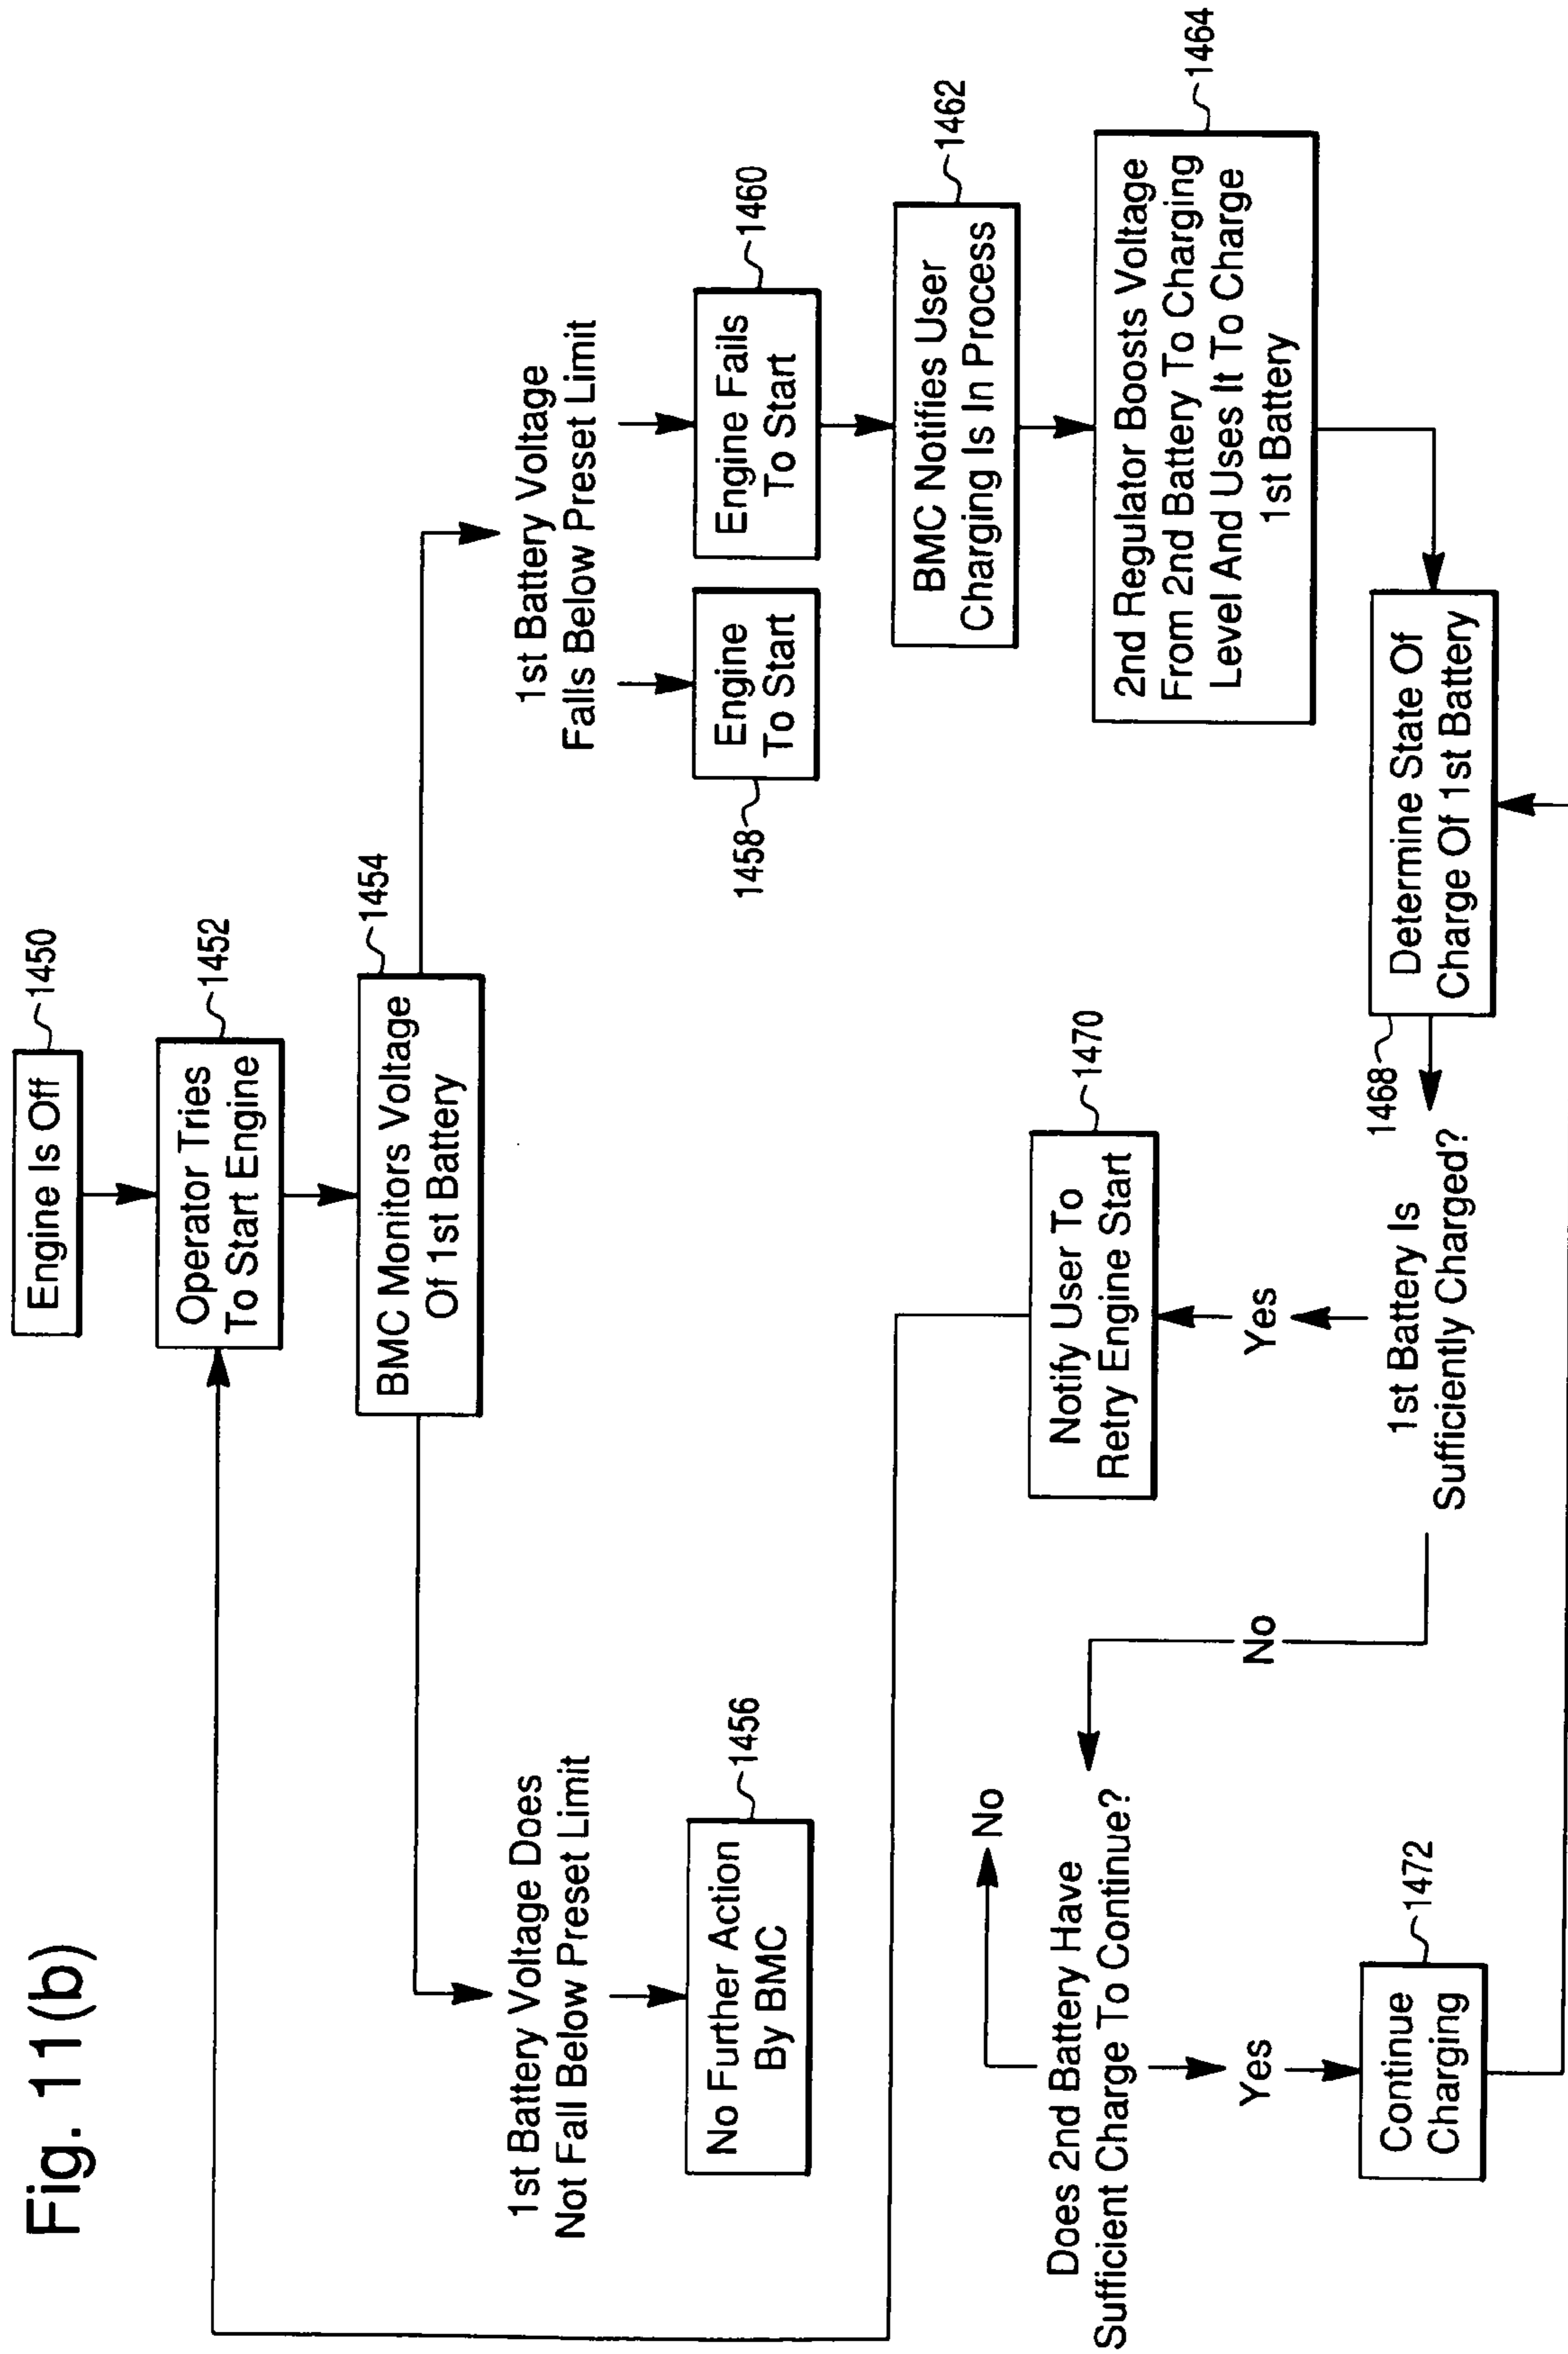 Fig. 11(b)
Engine Is Off
1450
Operator Tries
To Start Engine
1452
BMC Monitors Voltage
Of 1st Battery
1454
1st Battery Voltage Does
Not Fall Below Preset Limit
No Further Action
By BMC
1456
1st Battery Voltage
Falls Below Preset Limit
Engine
To Start
1458
Engine Fails
To Start
1460
BMC Notifies User
Charging Is In Process
1462
2nd Regulator Boosts Voltage
From 2nd Battery To Charging
Level And Uses It To Charge
1st Battery
1464
Determine State Of
Charge Of 1st Battery
1468
1st Battery Is
Sufficiently Charged?
Yes
Notify User To
Retry Engine Start
1470
No
Does 2nd Battery Have
Sufficient Charge To Continue?
No
Yes
Continue
Charging
1472